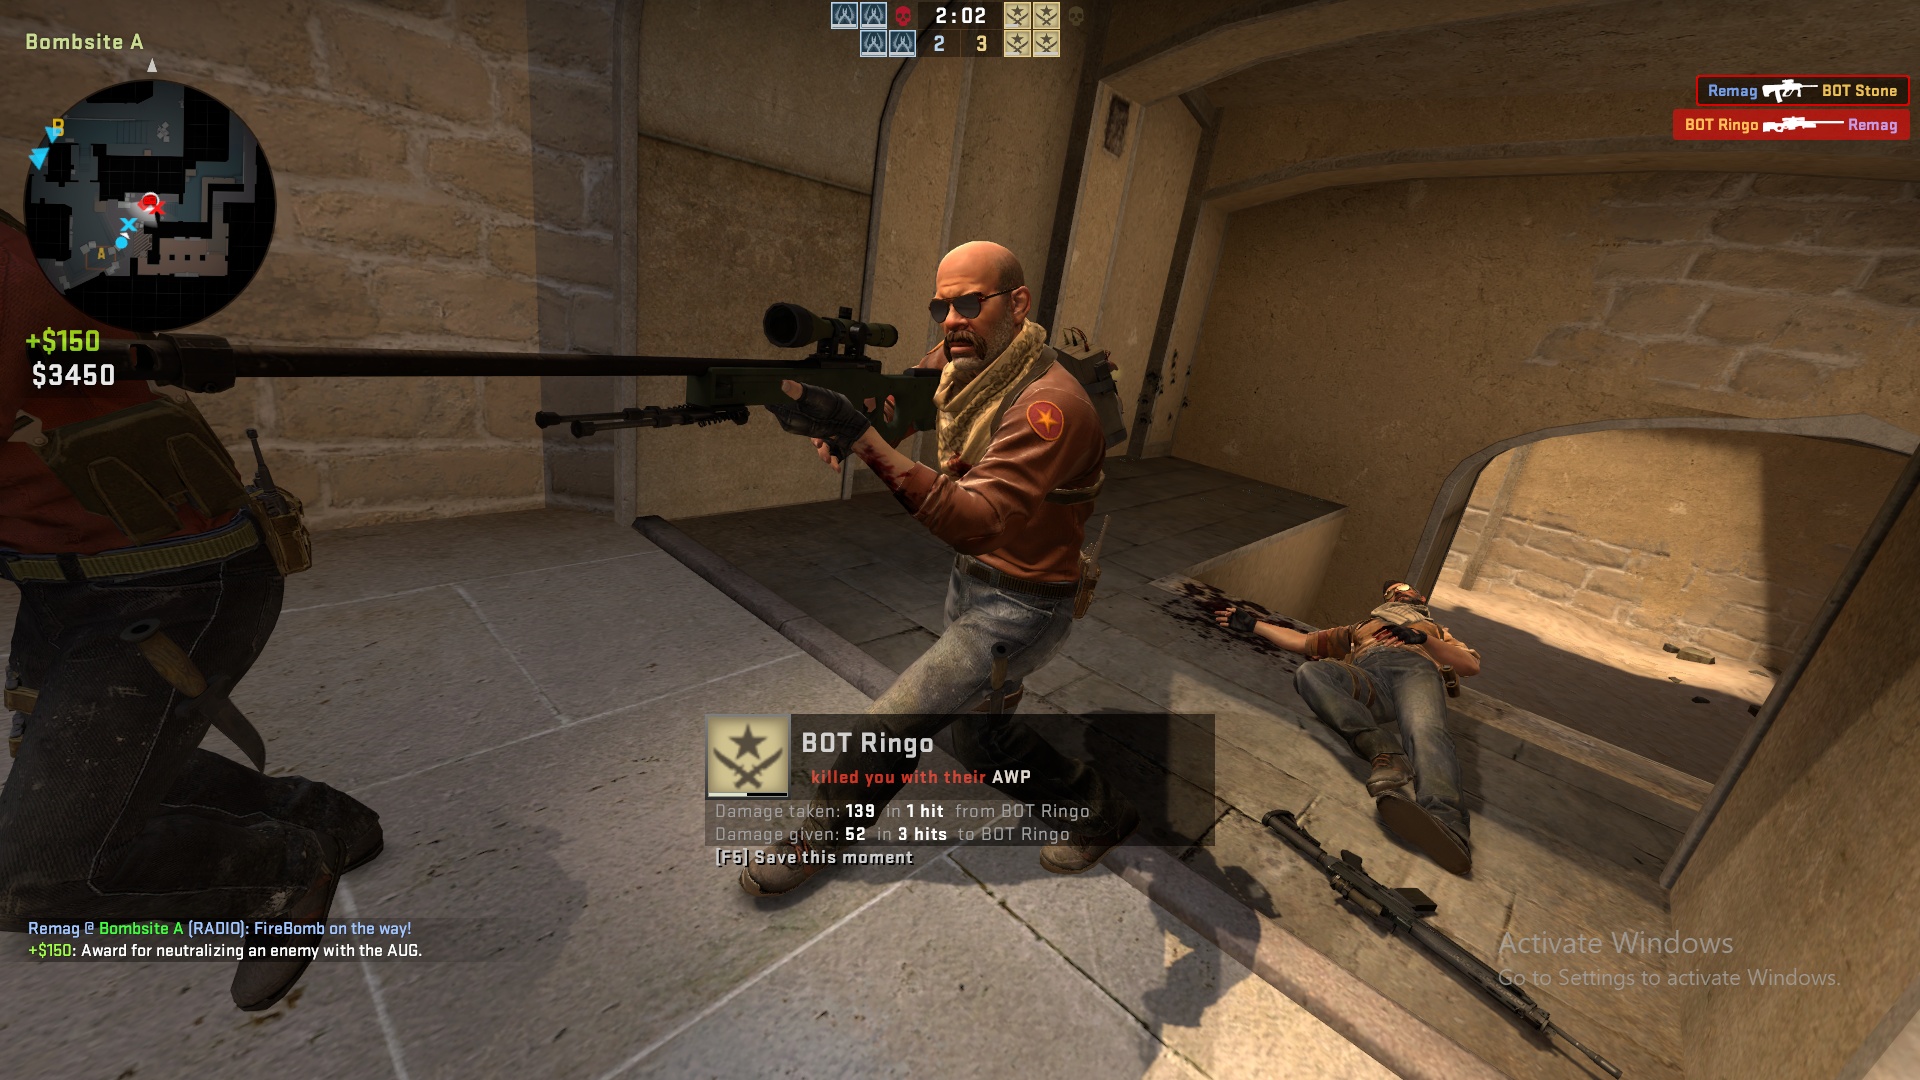 Bombsite A
2:02
2 3
B
A
+$150
$3450
Remag BOT Stone
BOT Ringo Remag
BOT Ringo
killed you with their AWP
Damage taken: 139 in 1 hit from BOT Ringo
Damage given: 52 in 3 hits to BOT Ringo
[F5] Save this moment
Remag @ Bombsite A (RADIO): FireBomb on the way!
+$150: Award for neutralizing an enemy with the AUG.
Activate Windows
Go to Settings to activate Windows.